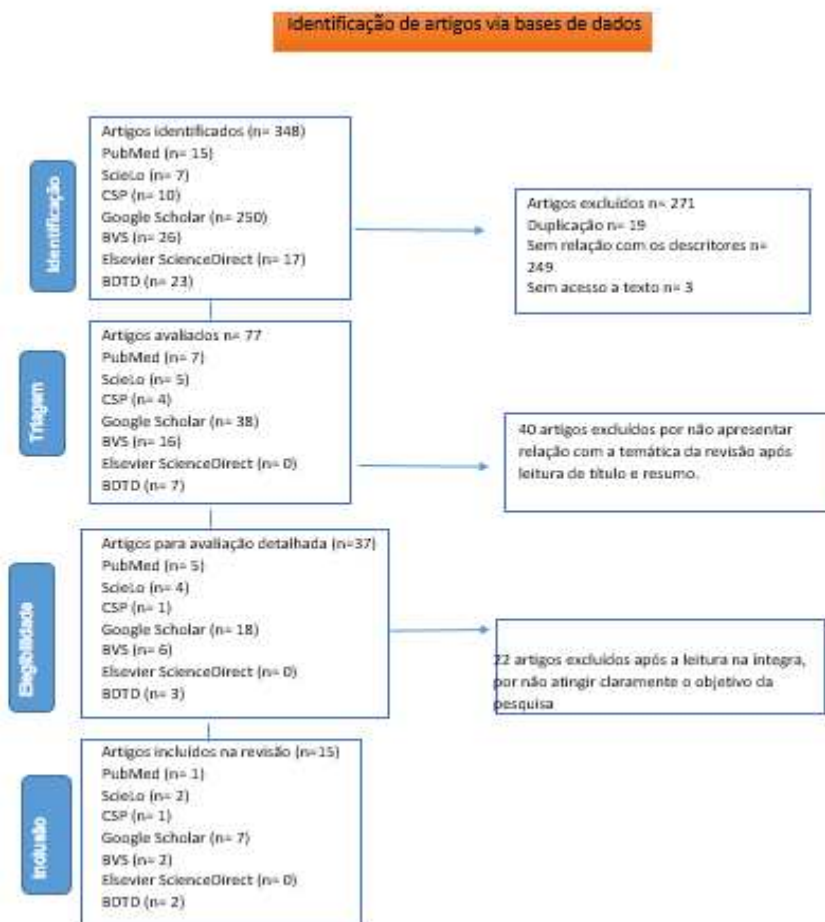 Identificação de artigos via bases de dados
Identificação
Artigos identificados (n= 348)
PubMed (n= 15)
ScieLo (n= 7)
CSP (n= 10)
Google Scholar (n= 250)
BVS (n= 26)
Elsevier ScienceDirect (n= 17)
BDTD (n= 23)
Artigos excluídos n= 271
Duplicação n= 19
Sem relação com os descritores n=
249
Sem acesso a texto n= 3
Triagem
Artigos avaliados n= 77
PubMed (n= 7)
ScieLo (n= 5)
CSP (n= 4)
Google Scholar (n= 38)
BVS (n= 16)
Elsevier ScienceDirect (n= 0)
BDTD (n= 7)
40 artigos excluídos por não apresentar
relação com a temática da revisão após
leitura de título e resumo.
Elegibilidade
Artigos para avaliação detalhada (n=37)
PubMed (n= 5)
ScieLo (n= 4)
CSP (n= 1)
Google Scholar (n= 18)
BVS (n= 6)
Elsevier ScienceDirect (n= 0)
BDTD (n= 3)
22 artigos excluídos após a leitura na íntegra,
por não atingir claramente o objetivo da
pesquisa
Inclusão
Artigos incluídos na revisão (n=15)
PubMed (n= 1)
ScieLo (n= 2)
CSP (n= 1)
Google Scholar (n= 7)
BVS (n= 2)
Elsevier ScienceDirect (n= 0)
BDTD (n= 2)